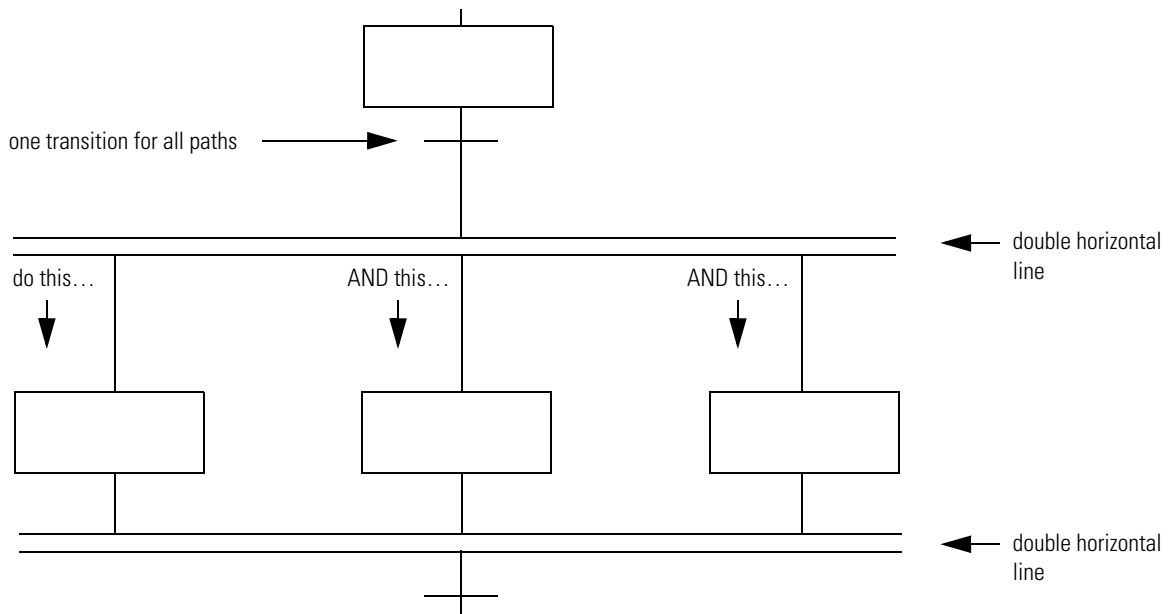 one transition for all paths
double horizontal
line
do this…
AND this…
AND this…
double horizontal
line